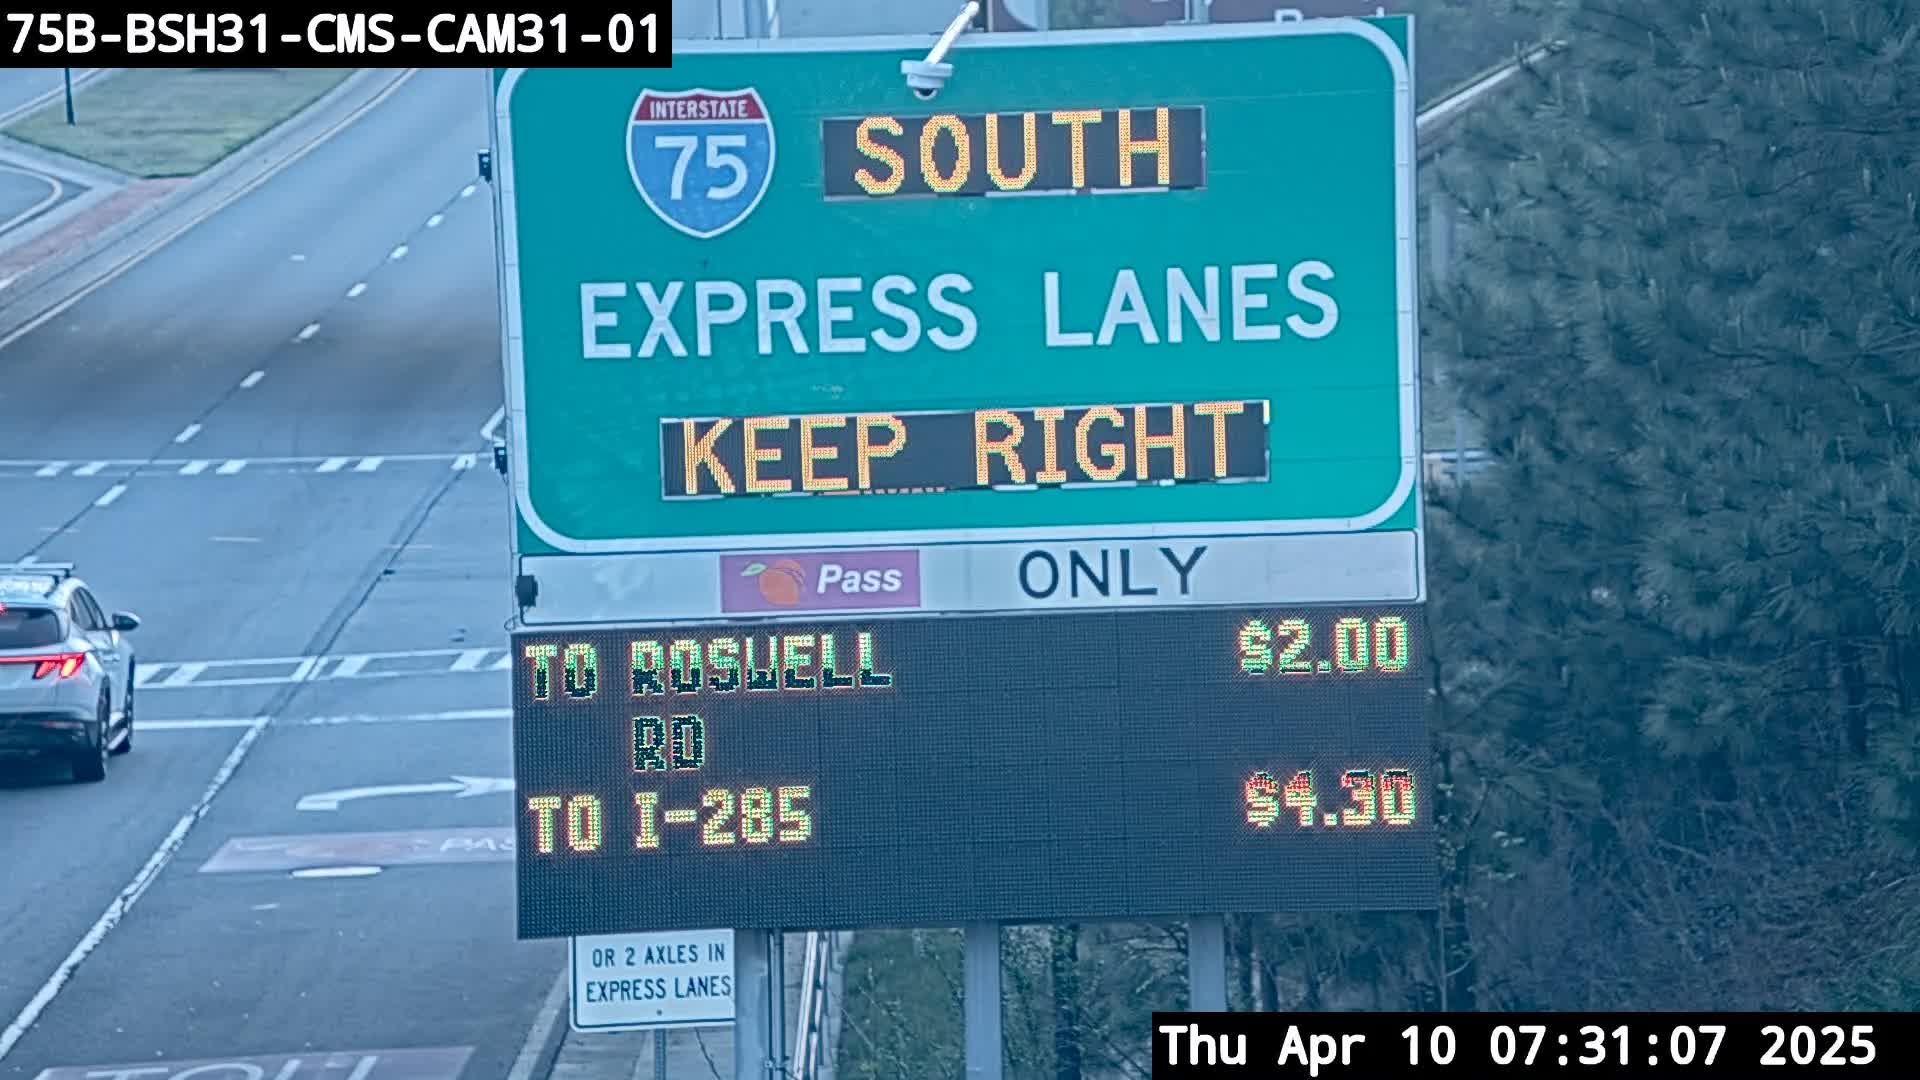 75B-BSH31-CMS-CAM31-01
INTERSTATE
75
SOUTH
EXPRESS LANES
KEEP RIGHT
Pass ONLY
TO ROSWELL $2.00
RD
TO I-285 $4.30
OR 2 AXLES IN
EXPRESS LANES
Thu Apr 10 07:31:07 2025